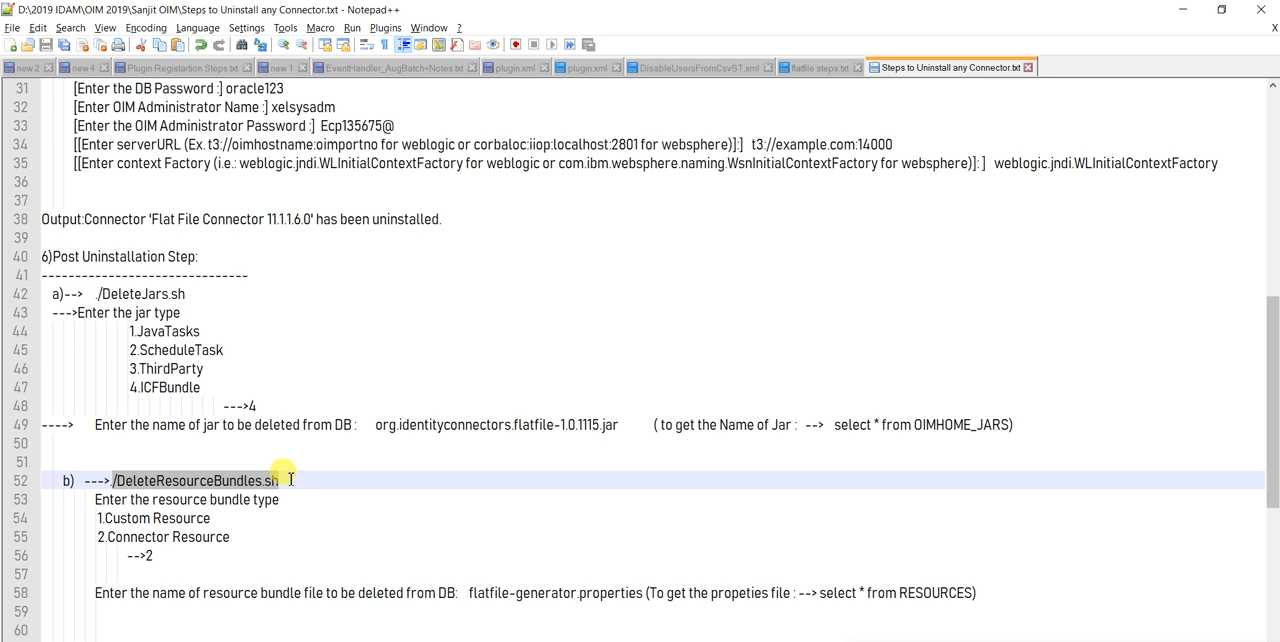 D:\2019 IDAM\OIM 2019\Sanjit OIM\Steps to Uninstall any Connector.txt - Notepad++
File Edit Search View Encoding Language Settings Tools Macro Run Plugins Window ? X
new 2 new 4 Plugin Registartion Steps.txt new 1 EventHandler_AugBatch+Notes.txt plugin.xml plugin.xml DisableUsersFromCsvST.xml flatfile steps.txt Steps to Uninstall any Connector.txt
31 [Enter the DB Password :] oracle123
32 [Enter OIM Administrator Name :] xelsysadm
33 [Enter the OIM Administrator Password :] Ecp135675@
34 [[Enter serverURL (Ex. t3://oimhostname:oimportno for weblogic or corbaloc:iiop:localhost:2801 for websphere)]:] t3://example.com:14000
35 [[Enter context Factory (i.e.: weblogic.jndi.WLInitialContextFactory for weblogic or com.ibm.websphere.naming.WsnInitialContextFactory for websphere)]: ] weblogic.jndi.WLInitialContextFactory
36
37
38 Output:Connector 'Flat File Connector 11.1.1.6.0' has been uninstalled.
39
40 6)Post Uninstallation Step:
41 -------------------------------
42 a)--> ./DeleteJars.sh
43 --->Enter the jar type
44 1.JavaTasks
45 2.ScheduleTask
46 3.ThirdParty
47 4.ICFBundle
48 --->4
49 ----> Enter the name of jar to be deleted from DB : org.identityconnectors.flatfile-1.0.1115.jar ( to get the Name of Jar : --> select * from OIMHOME_JARS)
50
51
52 b) --->./DeleteResourceBundles.sh
53 Enter the resource bundle type
54 1.Custom Resource
55 2.Connector Resource
56 -->2
57
58 Enter the name of resource bundle file to be deleted from DB: flatfile-generator.properties (To get the propeties file : --> select * from RESOURCES)
59
60